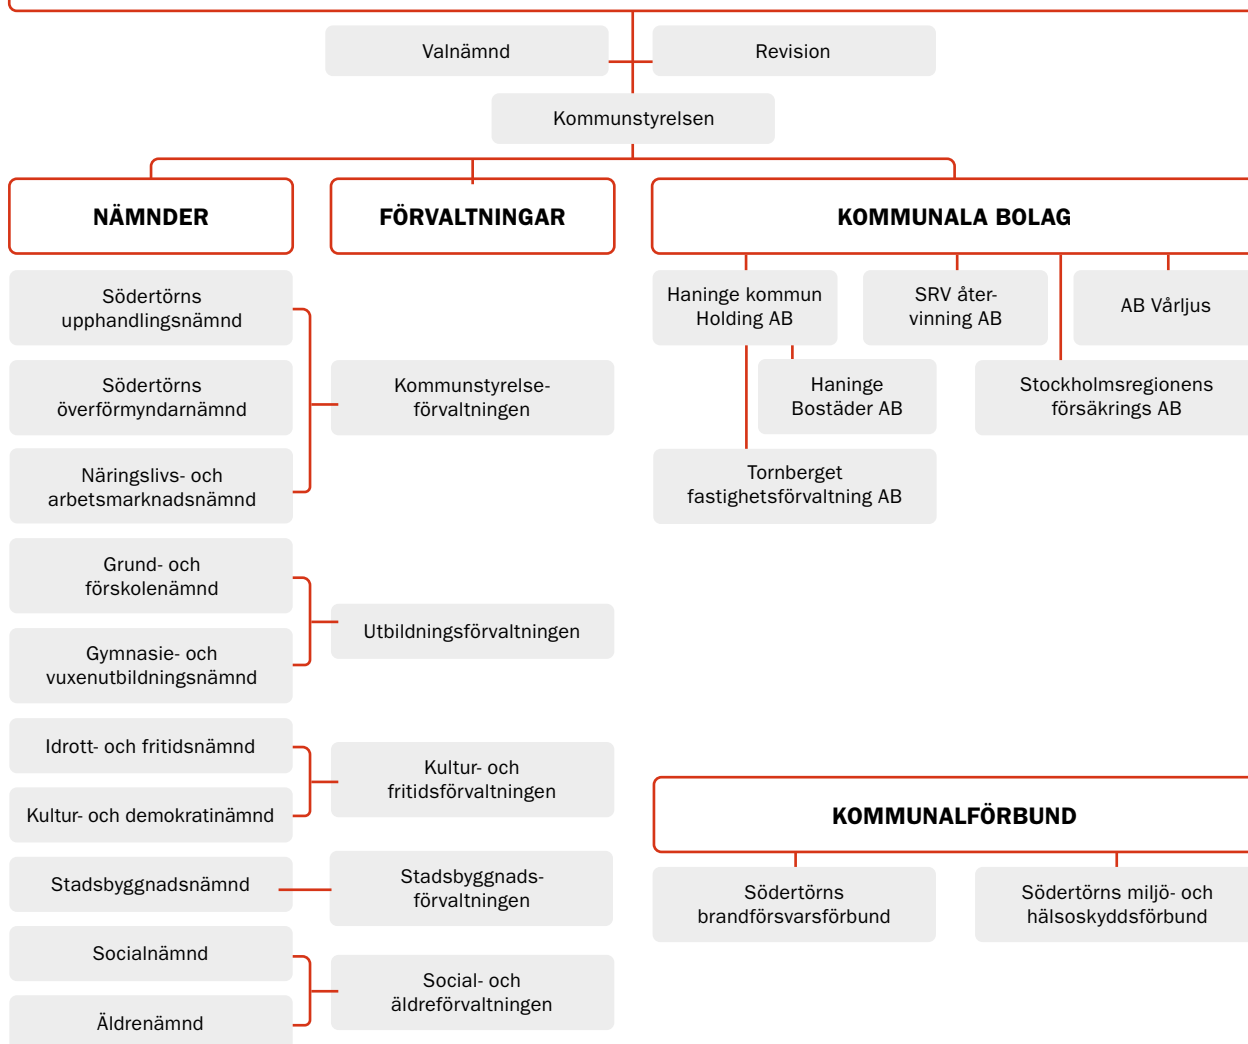 Valnämnd
Revision
Kommunstyrelsen
NÄMNDER
FÖRVALTNINGAR
KOMMUNALA BOLAG
Södertörns
upphandlingsnämnd
Södertörns
överförmyndarnämnd
Näringslivs- och
arbetsmarknadsnämnd
Kommunstyrelse-
förvaltningen
Grund- och
förskolenämnd
Gymnasie- och
vuxenutbildningsnämnd
Utbildningsförvaltningen
Idrott- och fritidsnämnd
Kultur- och demokratinämnd
Kultur- och
fritidsförvaltningen
Stadsbyggnadsnämnd
Stadsbyggnads-
förvaltningen
Socialnämnd
Äldrenämnd
Social- och
äldreförvaltningen
Haninge kommun
Holding AB
SRV åter-
vinning AB
AB Vårljus
Haninge
Bostäder AB
Stockholmsregionens
försäkrings AB
Tornberget
fastighetsförvaltning AB
KOMMUNALFÖRBUND
Södertörns
brandförsvarsförbund
Södertörns miljö- och
hälsoskyddsförbund